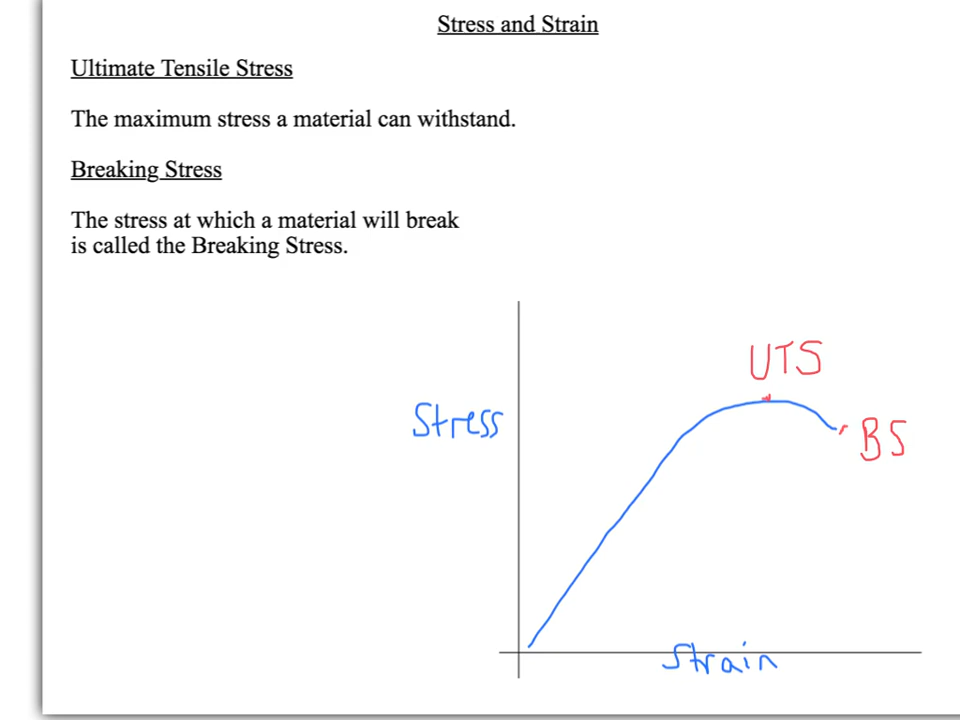 Stress and Strain
Ultimate Tensile Stress
The maximum stress a material can withstand.
Breaking Stress
The stress at which a material will break
is called the Breaking Stress.
UTS
Stress
BS
Strain